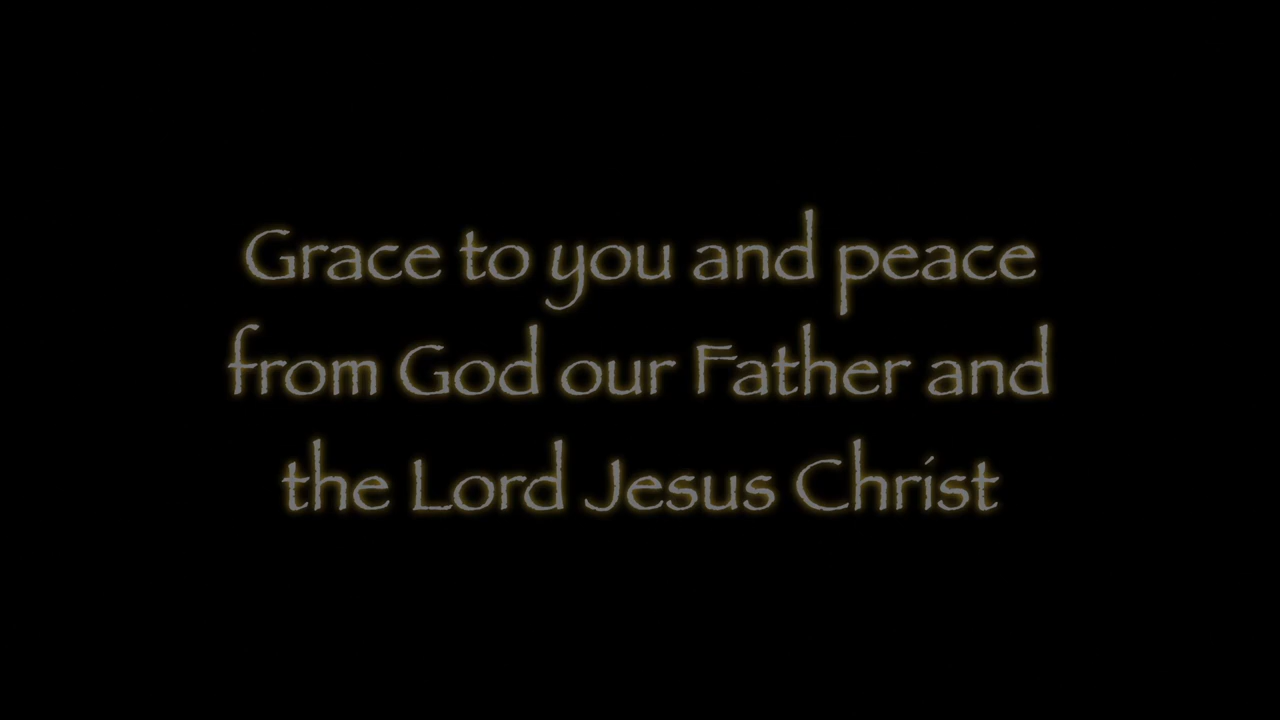 Grace to you and peace
from God our Father and
the Lord Jesus Christ